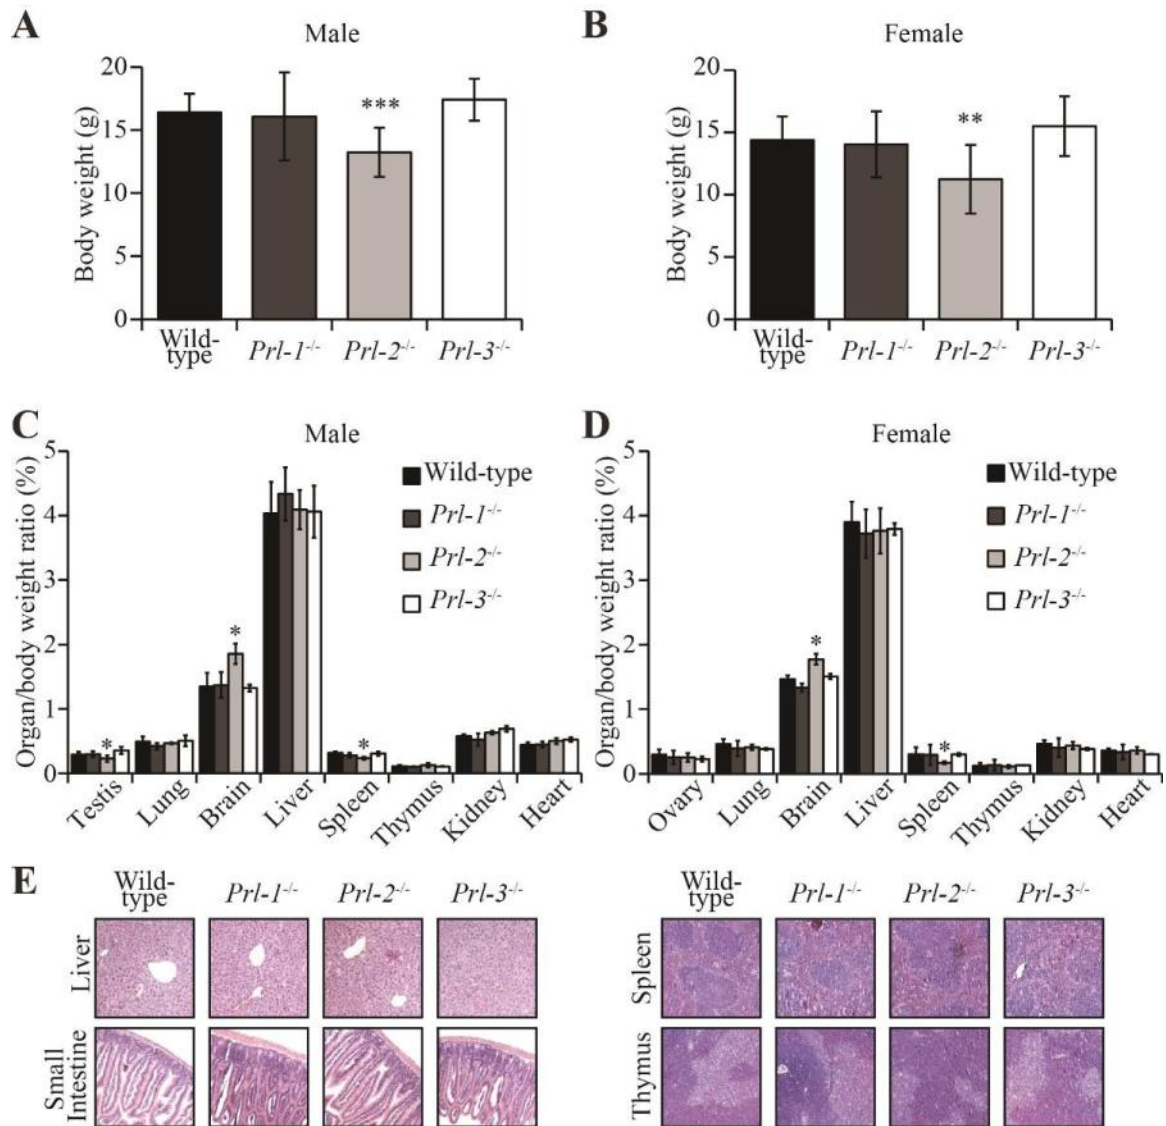 A
Male
Body weight (g)
20
15
10
5
0
***
Wild-
type
Prl-1-/-
Prl-2-/-
Prl-3-/-
B
Female
Body weight (g)
20
15
10
5
0
**
Wild-
type
Prl-1-/-
Prl-2-/-
Prl-3-/-
C
Male
Organ/body weight ratio (%)
5
4
3
2
1
0
Wild-type
Prl-1-/-
Prl-2-/-
Prl-3-/-
*
*
*
Testis
Lung
Brain
Liver
Spleen
Thymus
Kidney
Heart
D
Female
Organ/body weight ratio (%)
5
4
3
2
1
0
Wild-type
Prl-1-/-
Prl-2-/-
Prl-3-/-
*
*
Ovary
Lung
Brain
Liver
Spleen
Thymus
Kidney
Heart
E
Wild-
type
Prl-1-/-
Prl-2-/-
Prl-3-/-
Liver
Small
Intestine
Wild-
type
Prl-1-/-
Prl-2-/-
Prl-3-/-
Spleen
Thymus